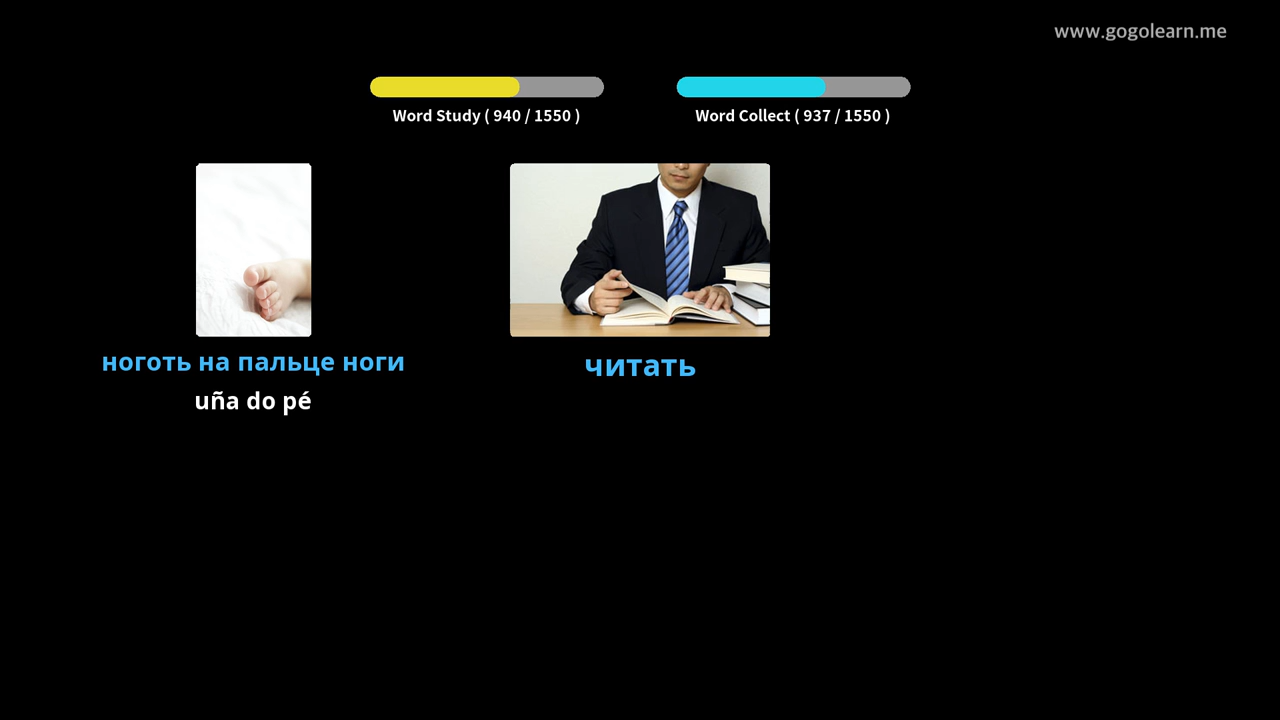 www.gogolearn.me
Word Study ( 940 / 1550 )
Word Collect ( 937 / 1550 )
ноготь на пальце ноги
uña do pé
читать